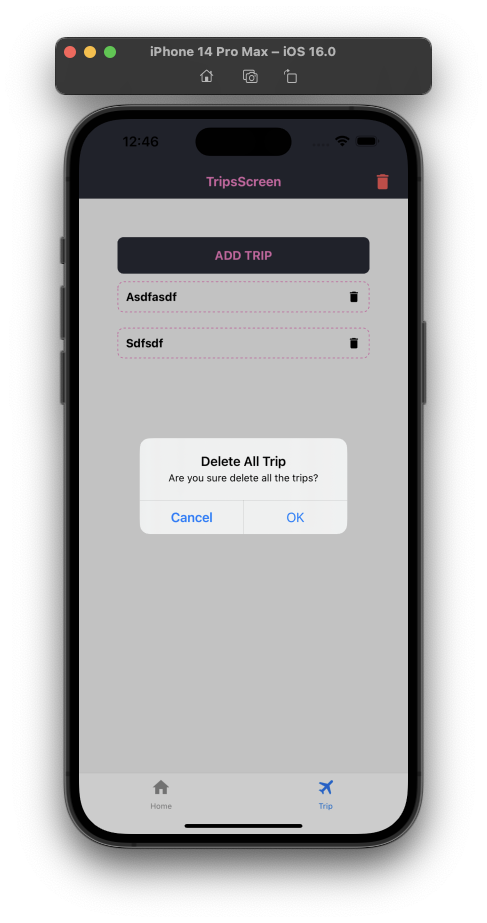 iPhone 14 Pro Max – iOS 16.0
12:46
TripsScreen
ADD TRIP
Asdfasdf
Sdfsdf
Delete All Trip
Are you sure delete all the trips?
Cancel OK
Home Trip